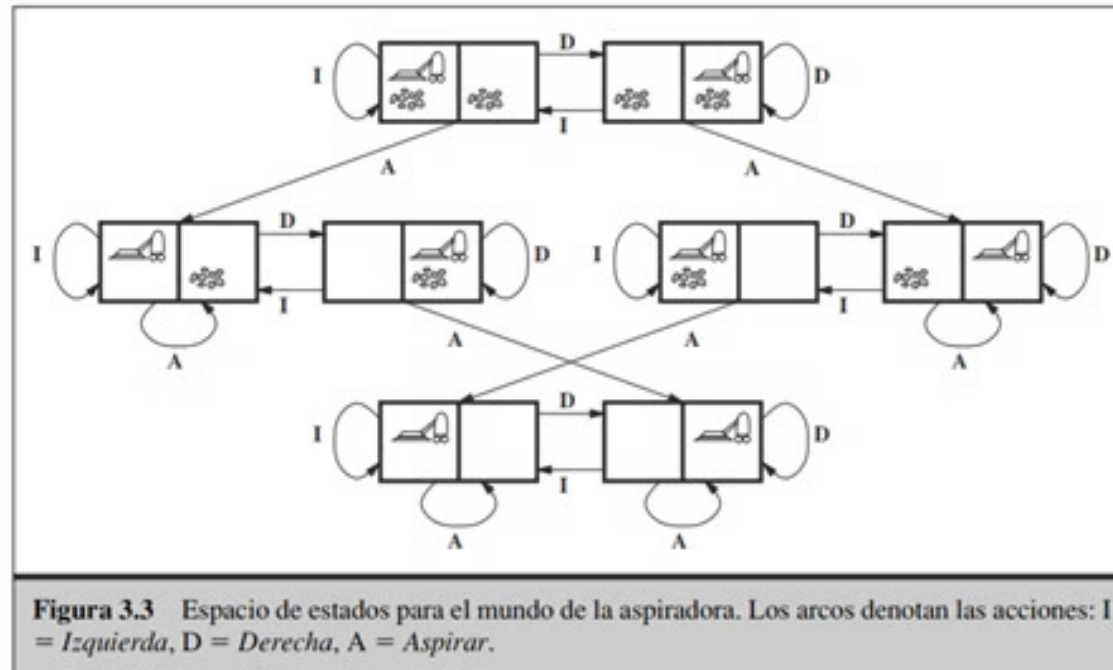 D
I
D
I
A
A
D
D
I
D
I
D
I
I
A
A
A
A
D
I
D
I
A
A
Figura 3.3 Espacio de estados para el mundo de la aspiradora. Los arcos denotan las acciones: I
= Izquierda, D = Derecha, A = Aspirar.